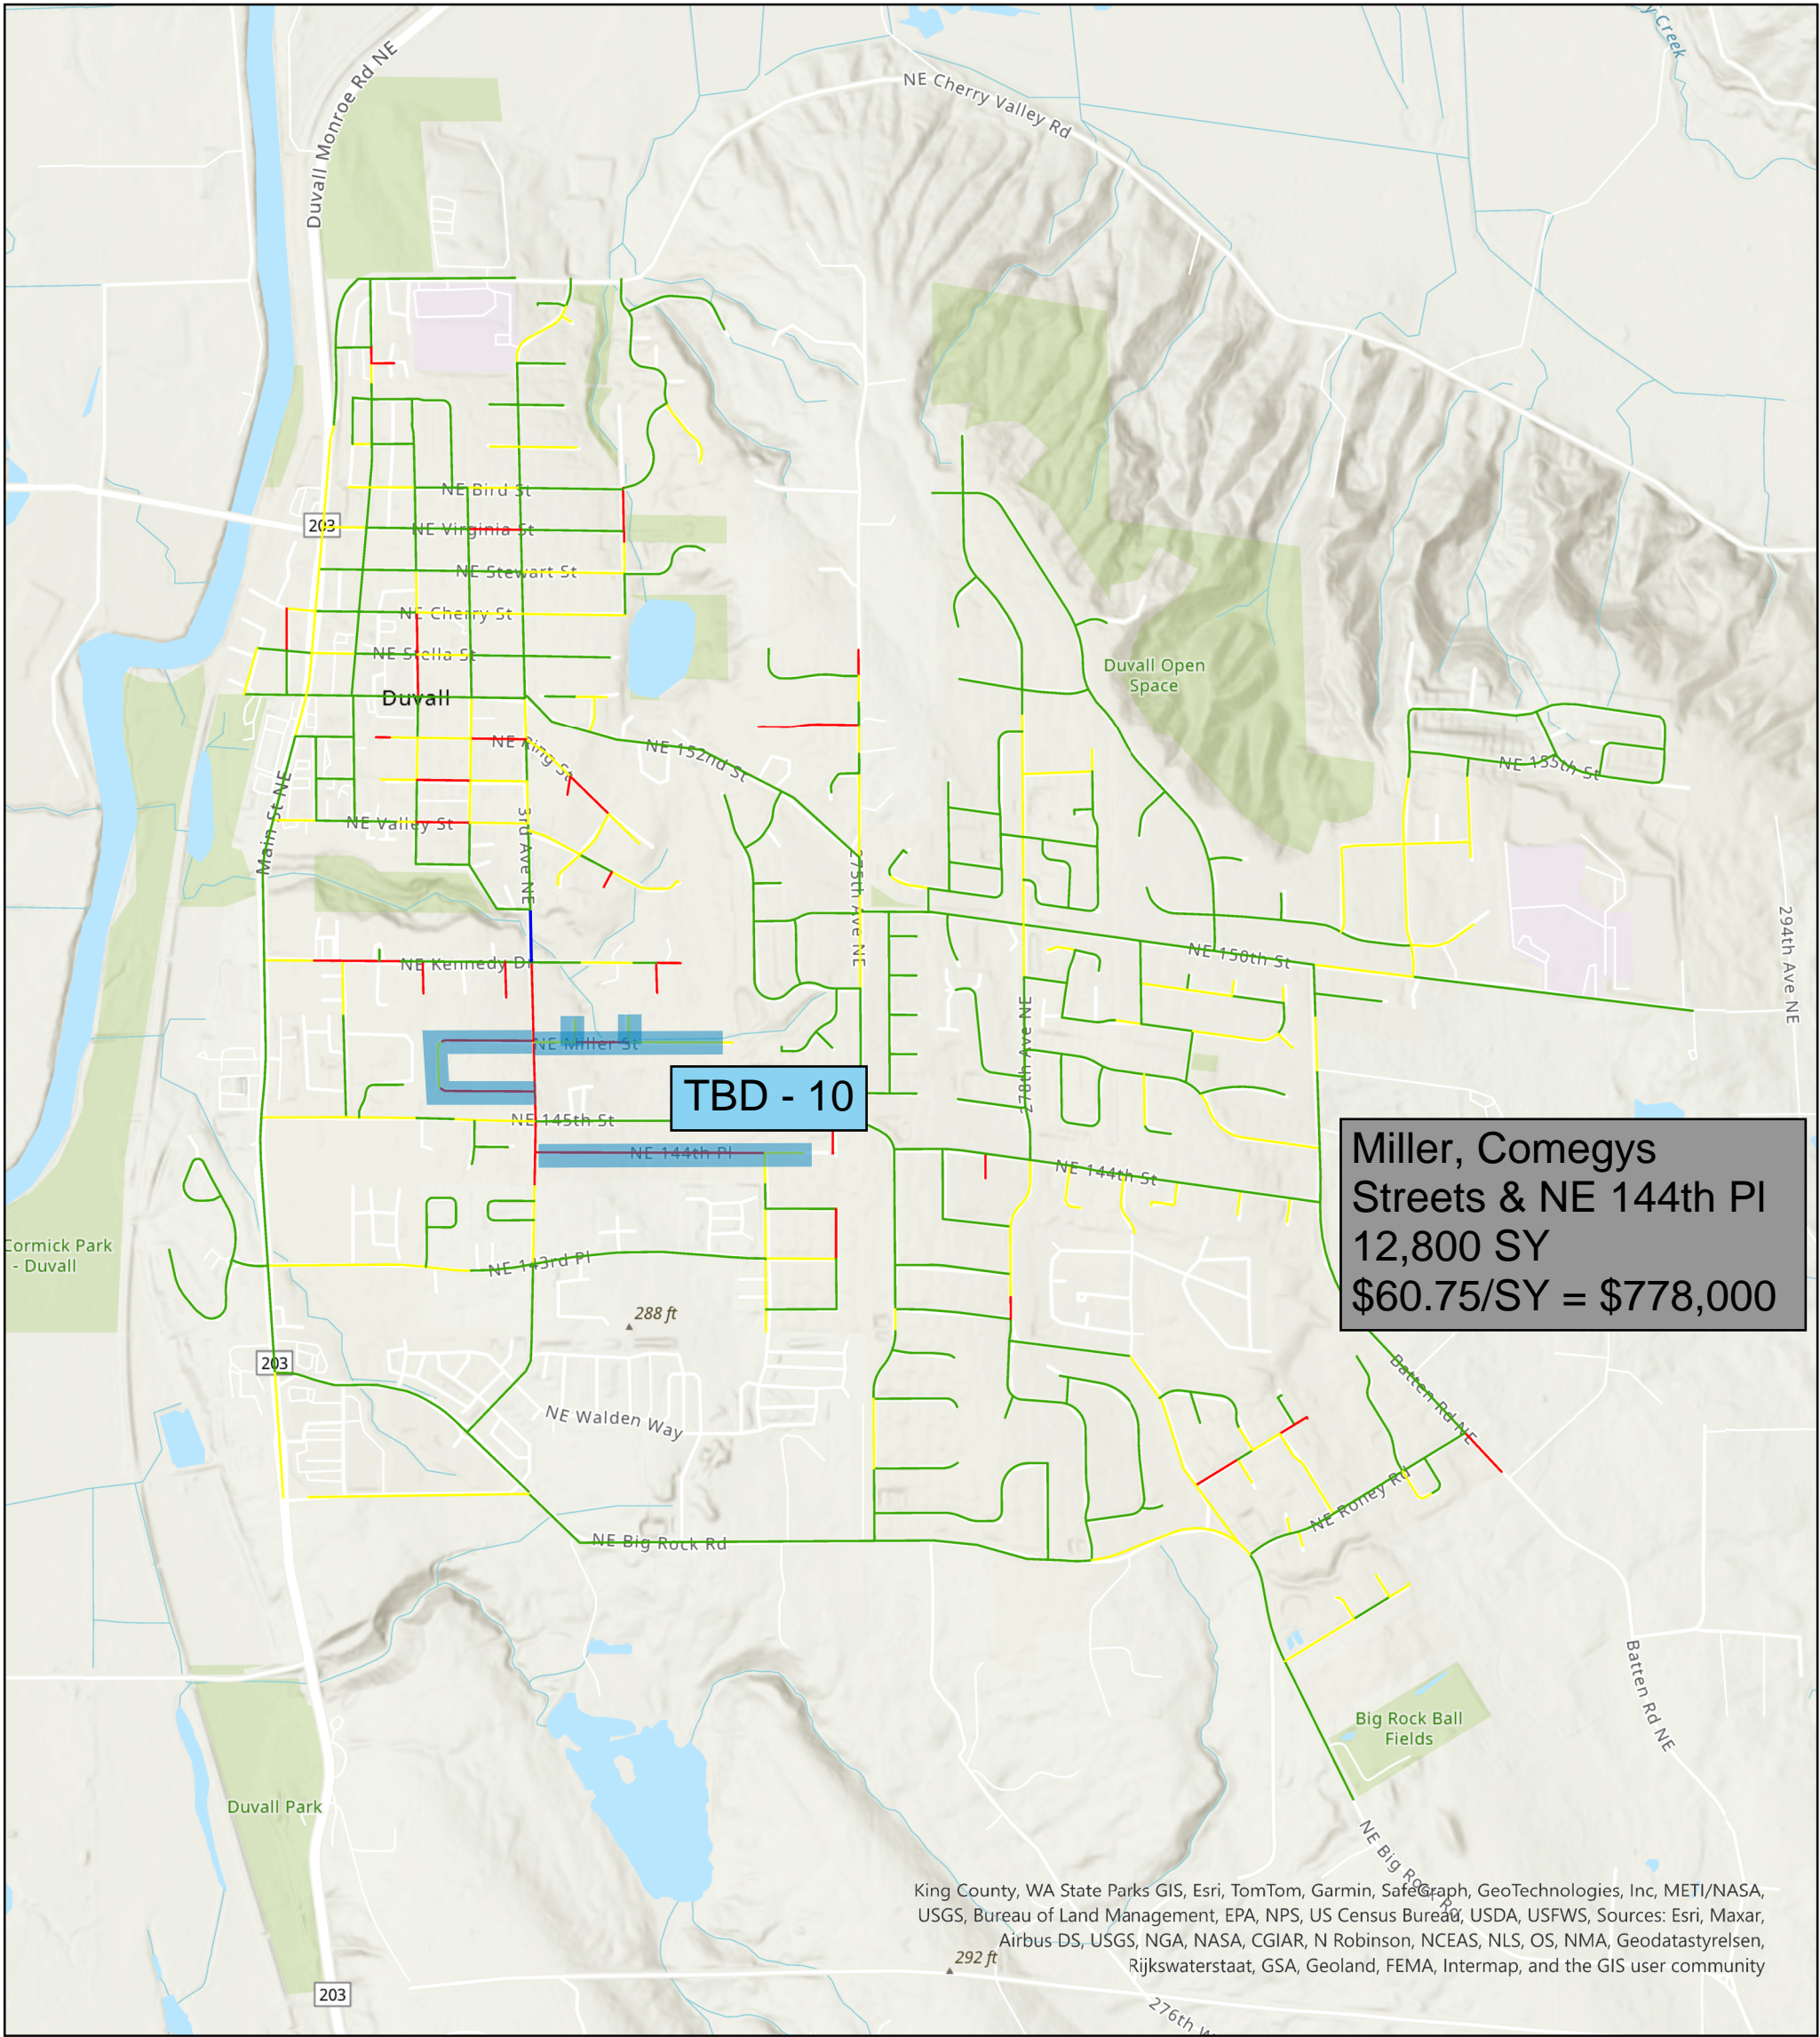 y Creek
NE Cherry Valley Rd
Duvall Monroe Rd NE
NE Bird St
203
NE Virginia St
NE Stewart St
NE Cherry St
NE Stella St
Duvall
Duvall Open
Space
NE Ring St
NE 152nd St
NE 155th St
Main St NE
NE Valley St
3rd Ave NE
275th Ave NE
294th Ave NE
NE 150th St
NE Kennedy Dr
278th Ave NE
NE Miller St
TBD - 10
NE 145th St
NE 144th Pl
NE 144th St
Miller, Comegys
Streets & NE 144th Pl
12,800 SY
$60.75/SY = $778,000
Cormick Park
- Duvall
NE 143rd Pl
288 ft
203
NE Walden Way
Batten Rd NE
NE Roney Rd
NE Big Rock Rd
Batten Rd NE
Big Rock Ball
Fields
Duvall Park
NE Big Rock Rd
King County, WA State Parks GIS, Esri, TomTom, Garmin, SafeGraph, GeoTechnologies, Inc, METI/NASA,
USGS, Bureau of Land Management, EPA, NPS, US Census Bureau, USDA, USFWS, Sources: Esri, Maxar,
Airbus DS, USGS, NGA, NASA, CGIAR, N Robinson, NCEAS, NLS, OS, NMA, Geodatastyrelsen,
Rijkswaterstaat, GSA, Geoland, FEMA, Intermap, and the GIS user community
292 ft
203
276th W